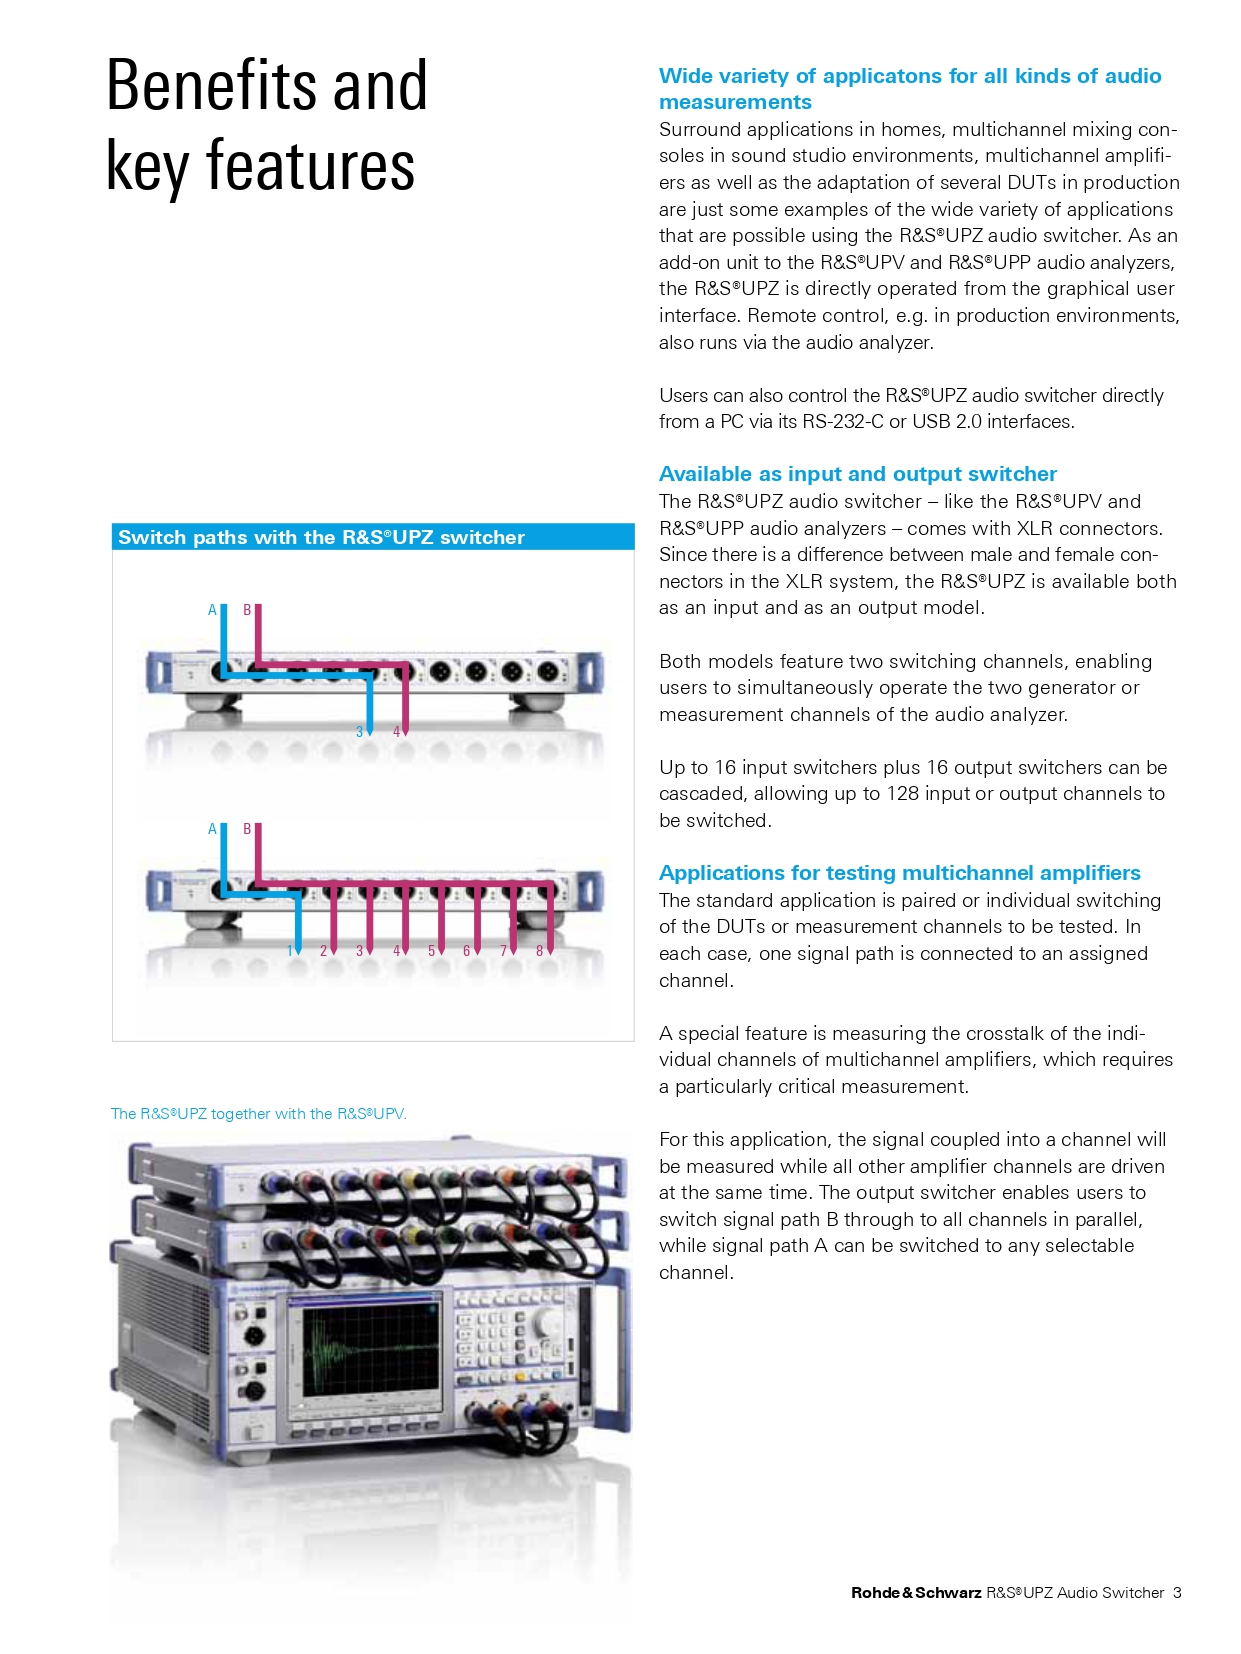 Benefits and
key features
Wide variety of applicatons for all kinds of audio
measurements
Surround applications in homes, multichannel mixing con-
soles in sound studio environments, multichannel amplifi-
ers as well as the adaptation of several DUTs in production
are just some examples of the wide variety of applications
that are possible using the R&S®UPZ audio switcher. As an
add-on unit to the R&S®UPV and R&S®UPP audio analyzers,
the R&S®UPZ is directly operated from the graphical user
interface. Remote control, e.g. in production environments,
also runs via the audio analyzer.
Users can also control the R&S®UPZ audio switcher directly
from a PC via its RS-232-C or USB 2.0 interfaces.
Available as input and output switcher
The R&S®UPZ audio switcher – like the R&S®UPV and
R&S®UPP audio analyzers – comes with XLR connectors.
Since there is a difference between male and female con-
nectors in the XLR system, the R&S®UPZ is available both
as an input and as an output model.
Both models feature two switching channels, enabling
users to simultaneously operate the two generator or
measurement channels of the audio analyzer.
Up to 16 input switchers plus 16 output switchers can be
cascaded, allowing up to 128 input or output channels to
be switched.
Applications for testing multichannel amplifiers
The standard application is paired or individual switching
of the DUTs or measurement channels to be tested. In
each case, one signal path is connected to an assigned
channel.
A special feature is measuring the crosstalk of the indi-
vidual channels of multichannel amplifiers, which requires
a particularly critical measurement.
For this application, the signal coupled into a channel will
be measured while all other amplifier channels are driven
at the same time. The output switcher enables users to
switch signal path B through to all channels in parallel,
while signal path A can be switched to any selectable
channel.
Switch paths with the R&S®UPZ switcher
A B
3 4
A B
1 2 3 4 5 6 7 8
The R&S®UPZ together with the R&S®UPV.
Rohde & Schwarz R&S®UPZ Audio Switcher 3